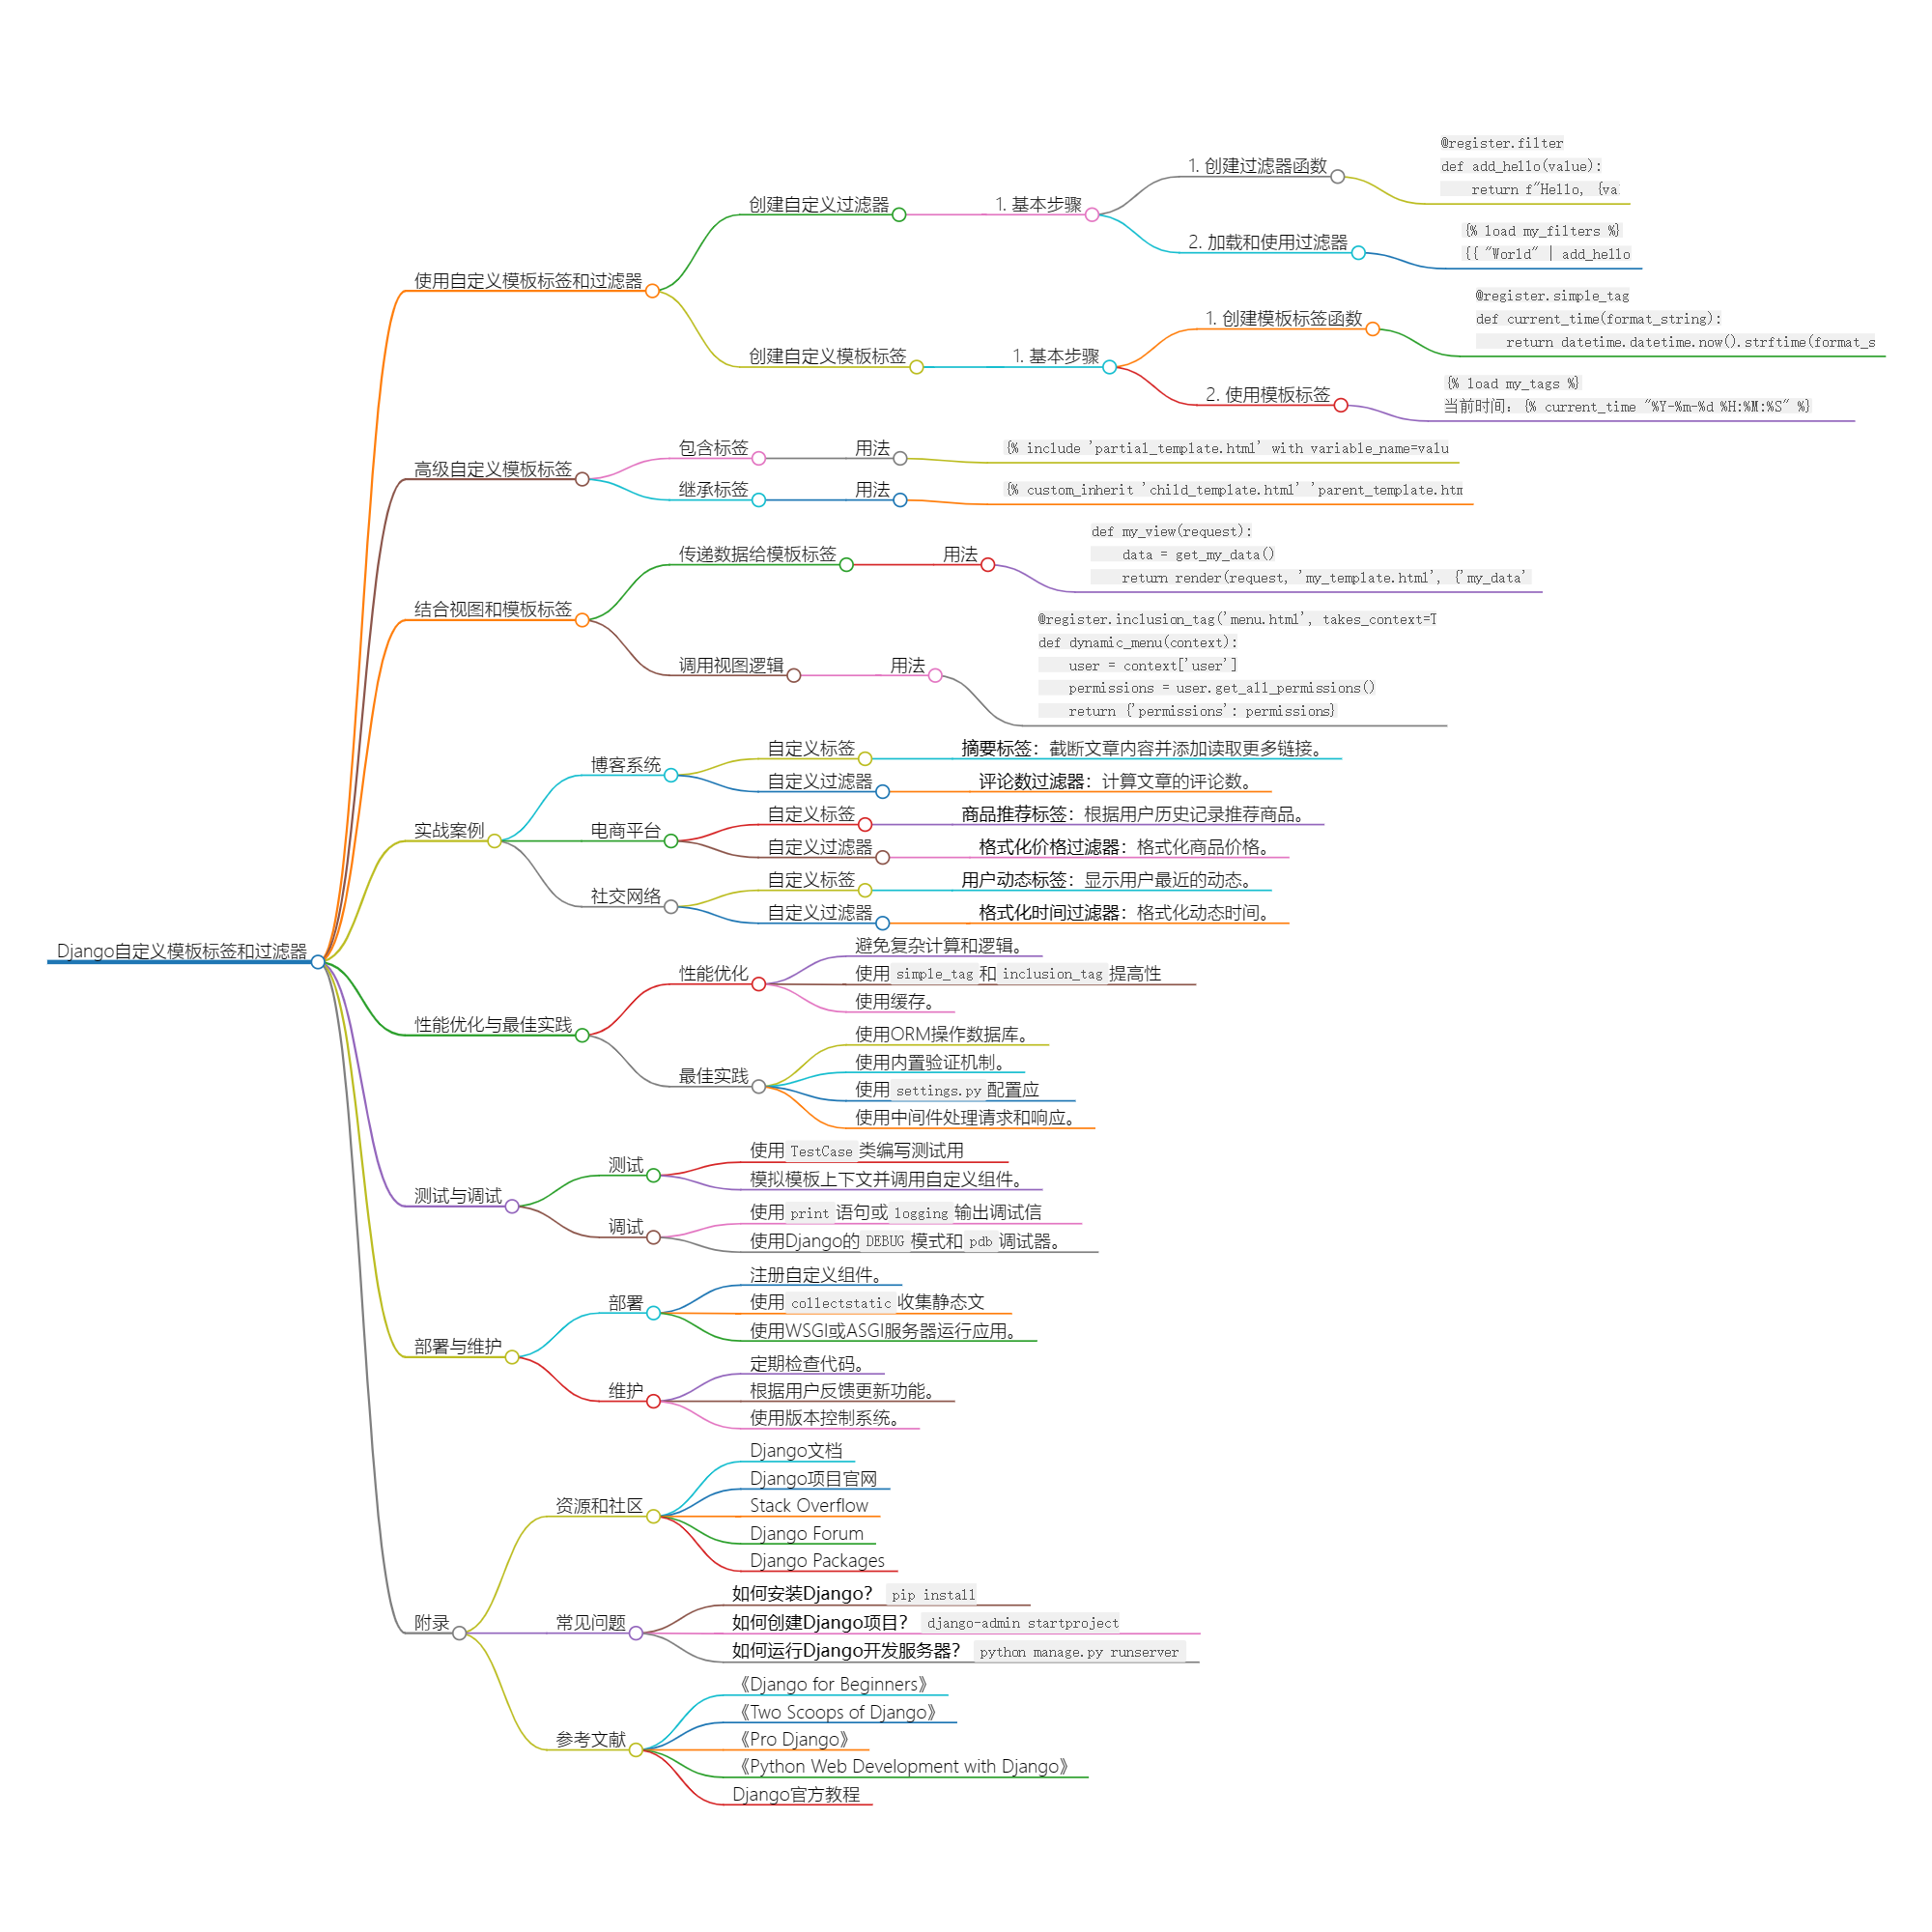 Django自定义模板标签和过滤器
使用自定义模板标签和过滤器
创建自定义过滤器
1. 基本步骤
1. 创建过滤器函数
@register.filter
def add_hello(value):
    return f"Hello, {va
2. 加载和使用过滤器
{% load my_filters %}
{{ "World" | add_hello
创建自定义模板标签
1. 基本步骤
1. 创建模板标签函数
@register.simple_tag
def current_time(format_string):
    return datetime.datetime.now().strftime(format_s
2. 使用模板标签
{% load my_tags %}
当前时间: {% current_time "%Y-%m-%d %H:%M:%S" %}
高级自定义模板标签
包含标签
用法
{% include 'partial_template.html' with variable_name=valu
继承标签
用法
{% custom_inherit 'child_template.html' 'parent_template.htm
结合视图和模板标签
传递数据给模板标签
用法
def my_view(request):
    data = get_my_data()
    return render(request, 'my_template.html', {'my_data'
调用视图逻辑
用法
@register.inclusion_tag('menu.html', takes_context=T
def dynamic_menu(context):
    user = context['user']
    permissions = user.get_all_permissions()
    return {'permissions': permissions}
实战案例
博客系统
自定义标签
摘要标签：截断文章内容并添加读取更多链接。
自定义过滤器
评论数过滤器：计算文章的评论数。
电商平台
自定义标签
商品推荐标签：根据用户历史记录推荐商品。
自定义过滤器
格式化价格过滤器：格式化商品价格。
社交网络
自定义标签
用户动态标签：显示用户最近的动态。
自定义过滤器
格式化时间过滤器：格式化动态时间。
性能优化与最佳实践
性能优化
避免复杂计算和逻辑。
使用 simple_tag 和 inclusion_tag 提高性
使用缓存。
最佳实践
使用ORM操作数据库。
使用内置验证机制。
使用 settings.py 配置应
使用中间件处理请求和响应。
测试与调试
测试
使用 TestCase 类编写测试用
模拟模板上下文并调用自定义组件。
调试
使用 print 语句或 logging 输出调试信
使用Django的 DEBUG 模式和 pdb 调试器。
部署与维护
部署
注册自定义组件。
使用 collectstatic 收集静态文
使用WSGI或ASGI服务器运行应用。
维护
定期检查代码。
根据用户反馈更新功能。
使用版本控制系统。
附录
资源和社区
Django文档
Django项目官网
Stack Overflow
Django Forum
Django Packages
常见问题
如何安装Django？ pip install
如何创建Django项目？ django-admin startproject
如何运行Django开发服务器？ python manage.py runserver
参考文献
《Django for Beginners》
《Two Scoops of Django》
《Pro Django》
《Python Web Development with Django》
Django官方教程